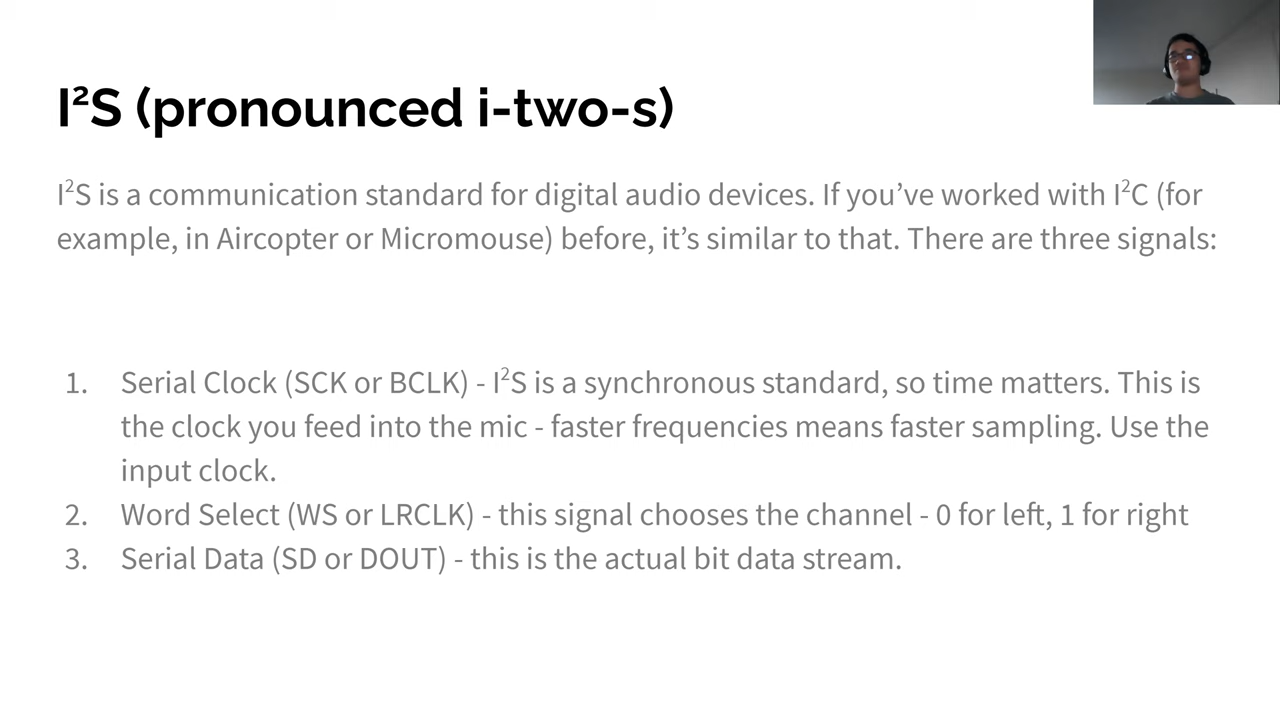 I²S (pronounced i-two-s)
I²S is a communication standard for digital audio devices. If you’ve worked with I²C (for
example, in Aircopter or Micromouse) before, it’s similar to that. There are three signals:
1. Serial Clock (SCK or BCLK) - I²S is a synchronous standard, so time matters. This is
the clock you feed into the mic - faster frequencies means faster sampling. Use the
input clock.
2. Word Select (WS or LRCLK) - this signal chooses the channel - 0 for left, 1 for right
3. Serial Data (SD or DOUT) - this is the actual bit data stream.